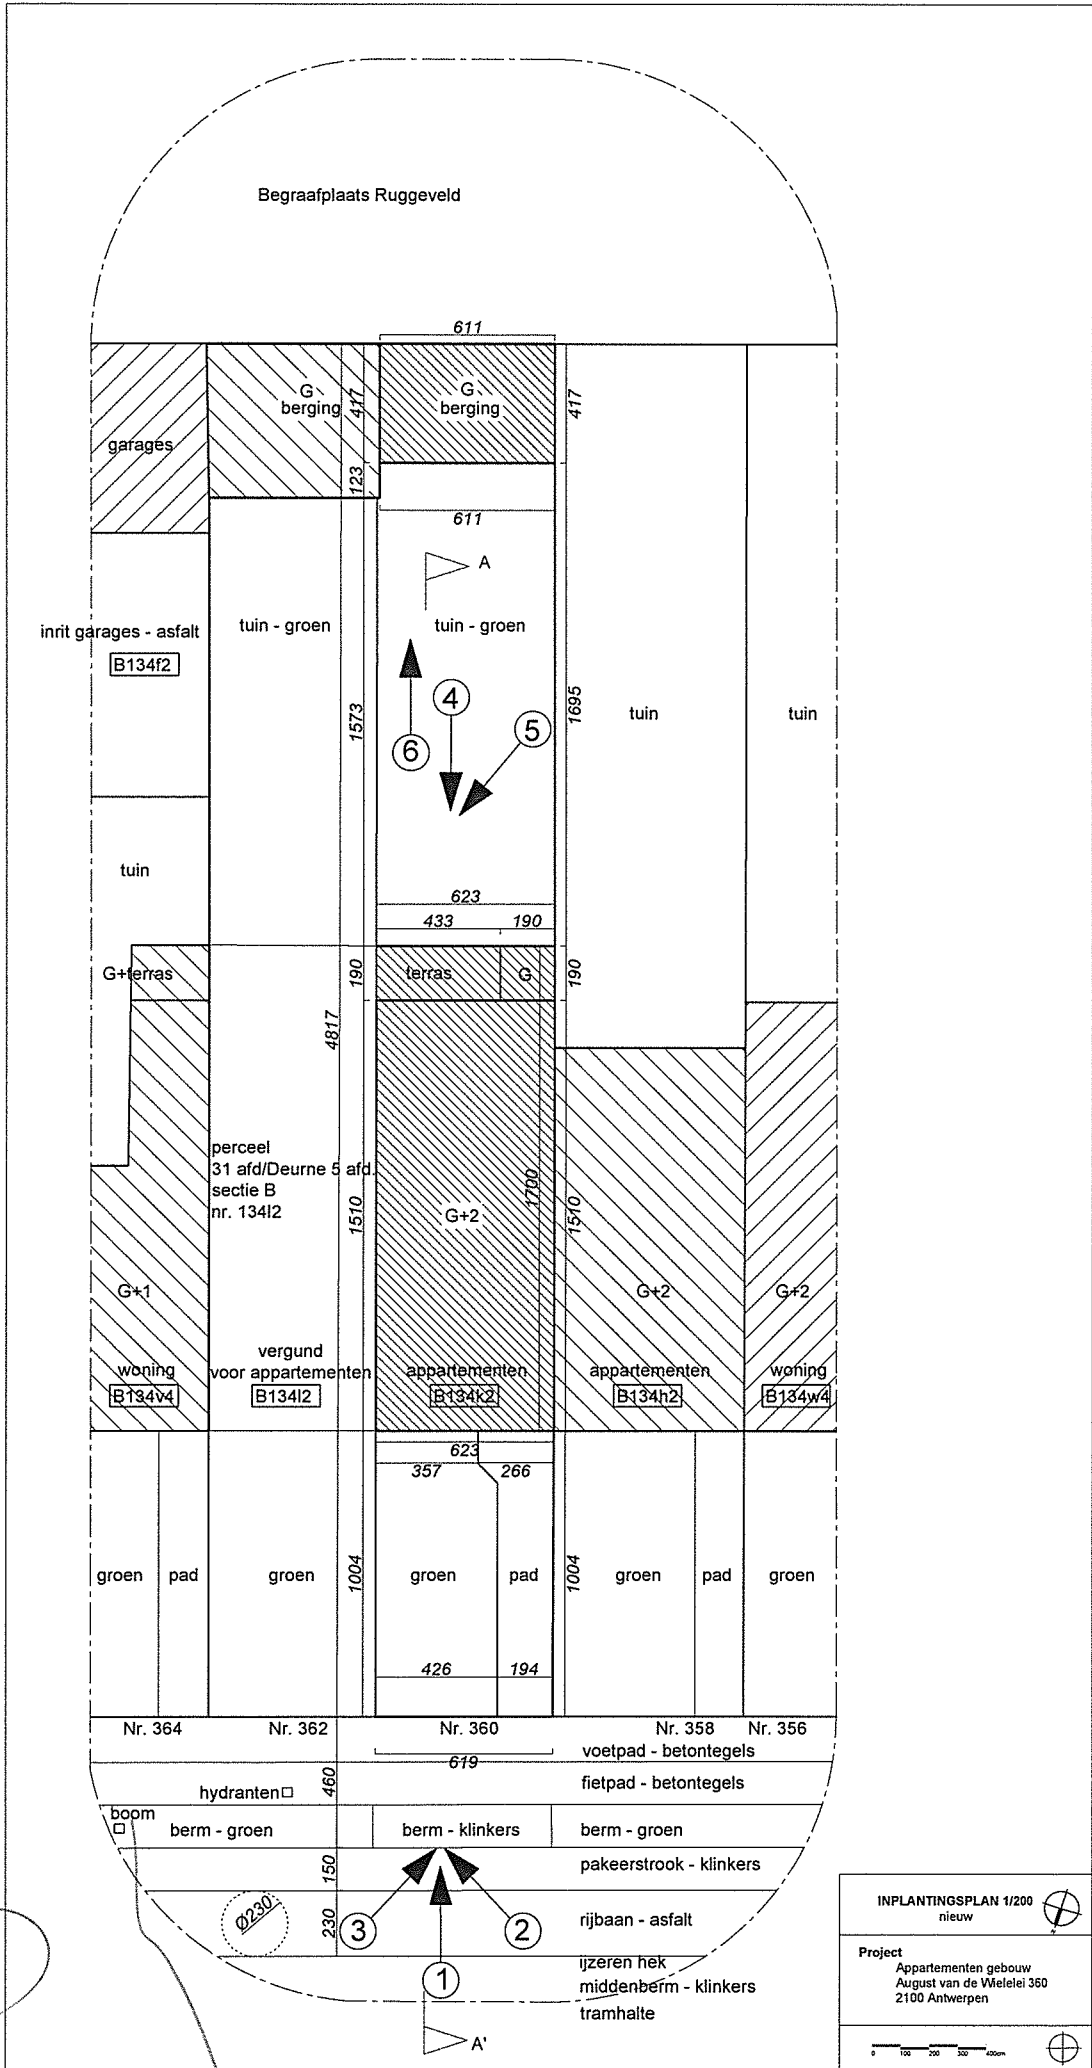 Begraafplaats Ruggeveld
611
G
berging
417
G
berging
417
garages
123
611
A
inrit garages - asfalt
B134f2
tuin - groen
tuin - groen
4
5
6
1573
1695
tuin
tuin
tuin
623
433
190
G+terras
190
terras
G
190
4817
perceel
31 afd/Deurne 5 afd.
sectie B
nr. 134l2
1510
1700
G+2
1510
G+1
G+2
G+2
woning
B134v4
vergund
voor appartementen
B134l2
appartementen
B134k2
appartementen
B134h2
woning
B134w4
623
357
266
groen
pad
groen
1004
groen
pad
1004
groen
pad
groen
426
194
Nr. 364
Nr. 362
Nr. 360
Nr. 358
Nr. 356
619
voetpad - betontegels
460
fietpad - betontegels
hydranten
boom
berm - groen
berm - klinkers
berm - groen
150
pakeerstrook - klinkers
Ø230
230
3
2
rijbaan - asfalt
1
ijzeren hek
middenberm - klinkers
tramhalte
A'
INPLANTINGSPLAN 1/200
nieuw
N
Project
Appartementen gebouw
August van de Wielelei 360
2100 Antwerpen
0 100 200 300 400cm